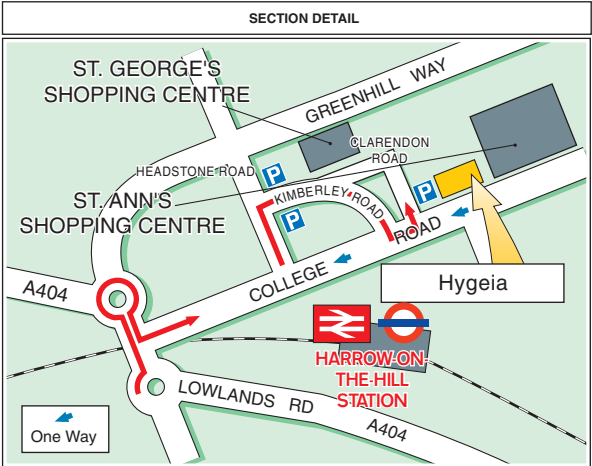 SECTION DETAIL
ST. GEORGE'S
SHOPPING CENTRE
GREENHILL WAY
CLARENDON
ROAD
HEADSTONE ROAD
P
KIMBERLEY ROAD
P
P
ST. ANN'S
SHOPPING CENTRE
COLLEGE ROAD
Hygeia
A404
HARROW-ON-
THE-HILL
STATION
LOWLANDS RD
A404
One Way